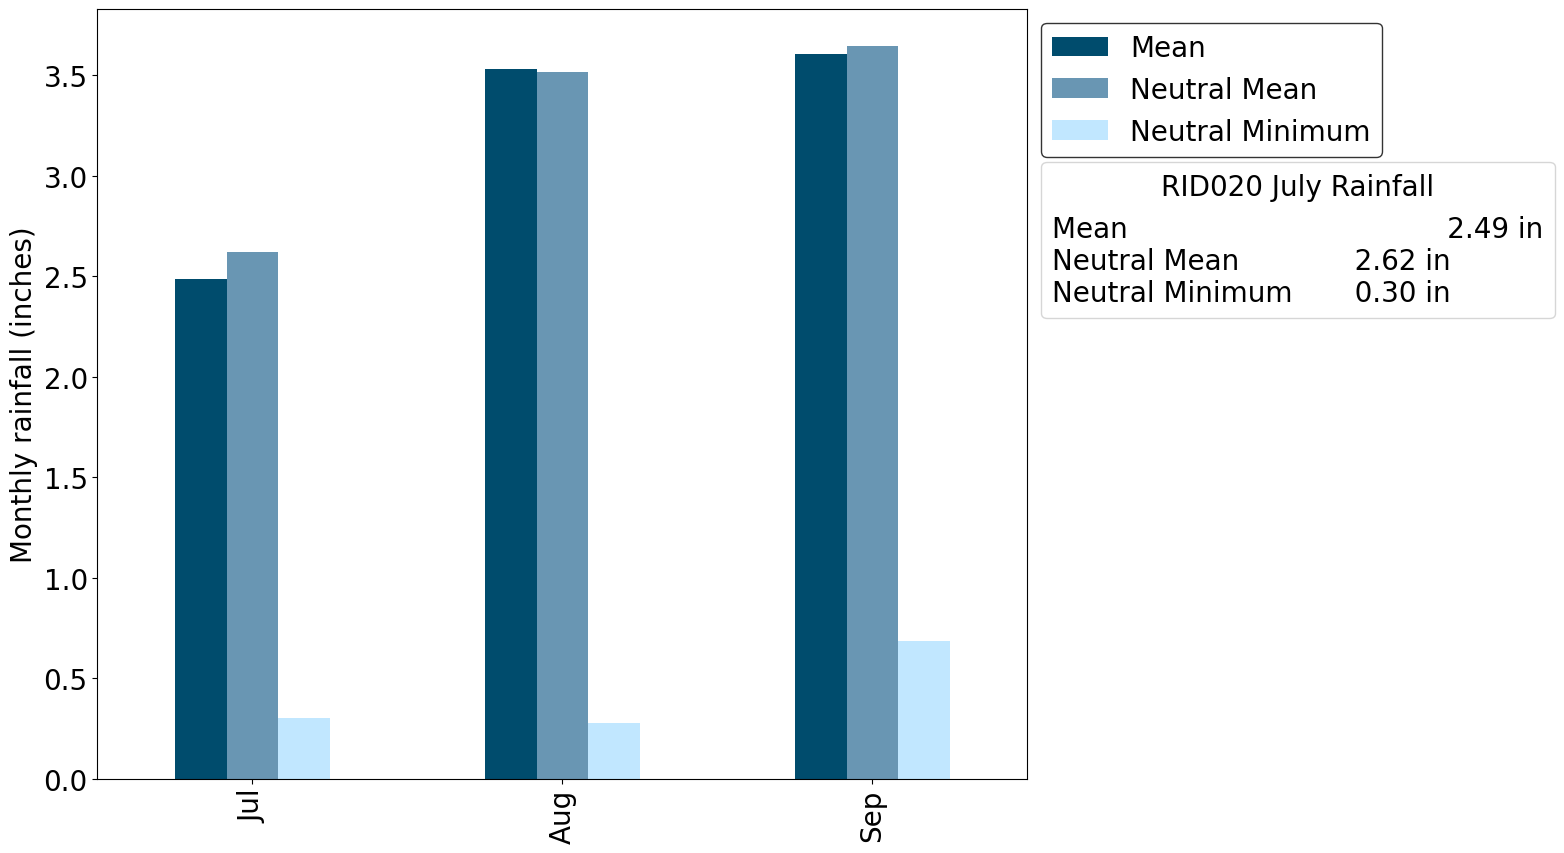 Monthly rainfall (inches)
3.5
3.0
2.5
2.0
1.5
1.0
0.5
0.0
Jul
Aug
Sep
Mean
Neutral Mean
Neutral Minimum
RID020 July Rainfall
Mean 2.49 in
Neutral Mean 2.62 in
Neutral Minimum 0.30 in